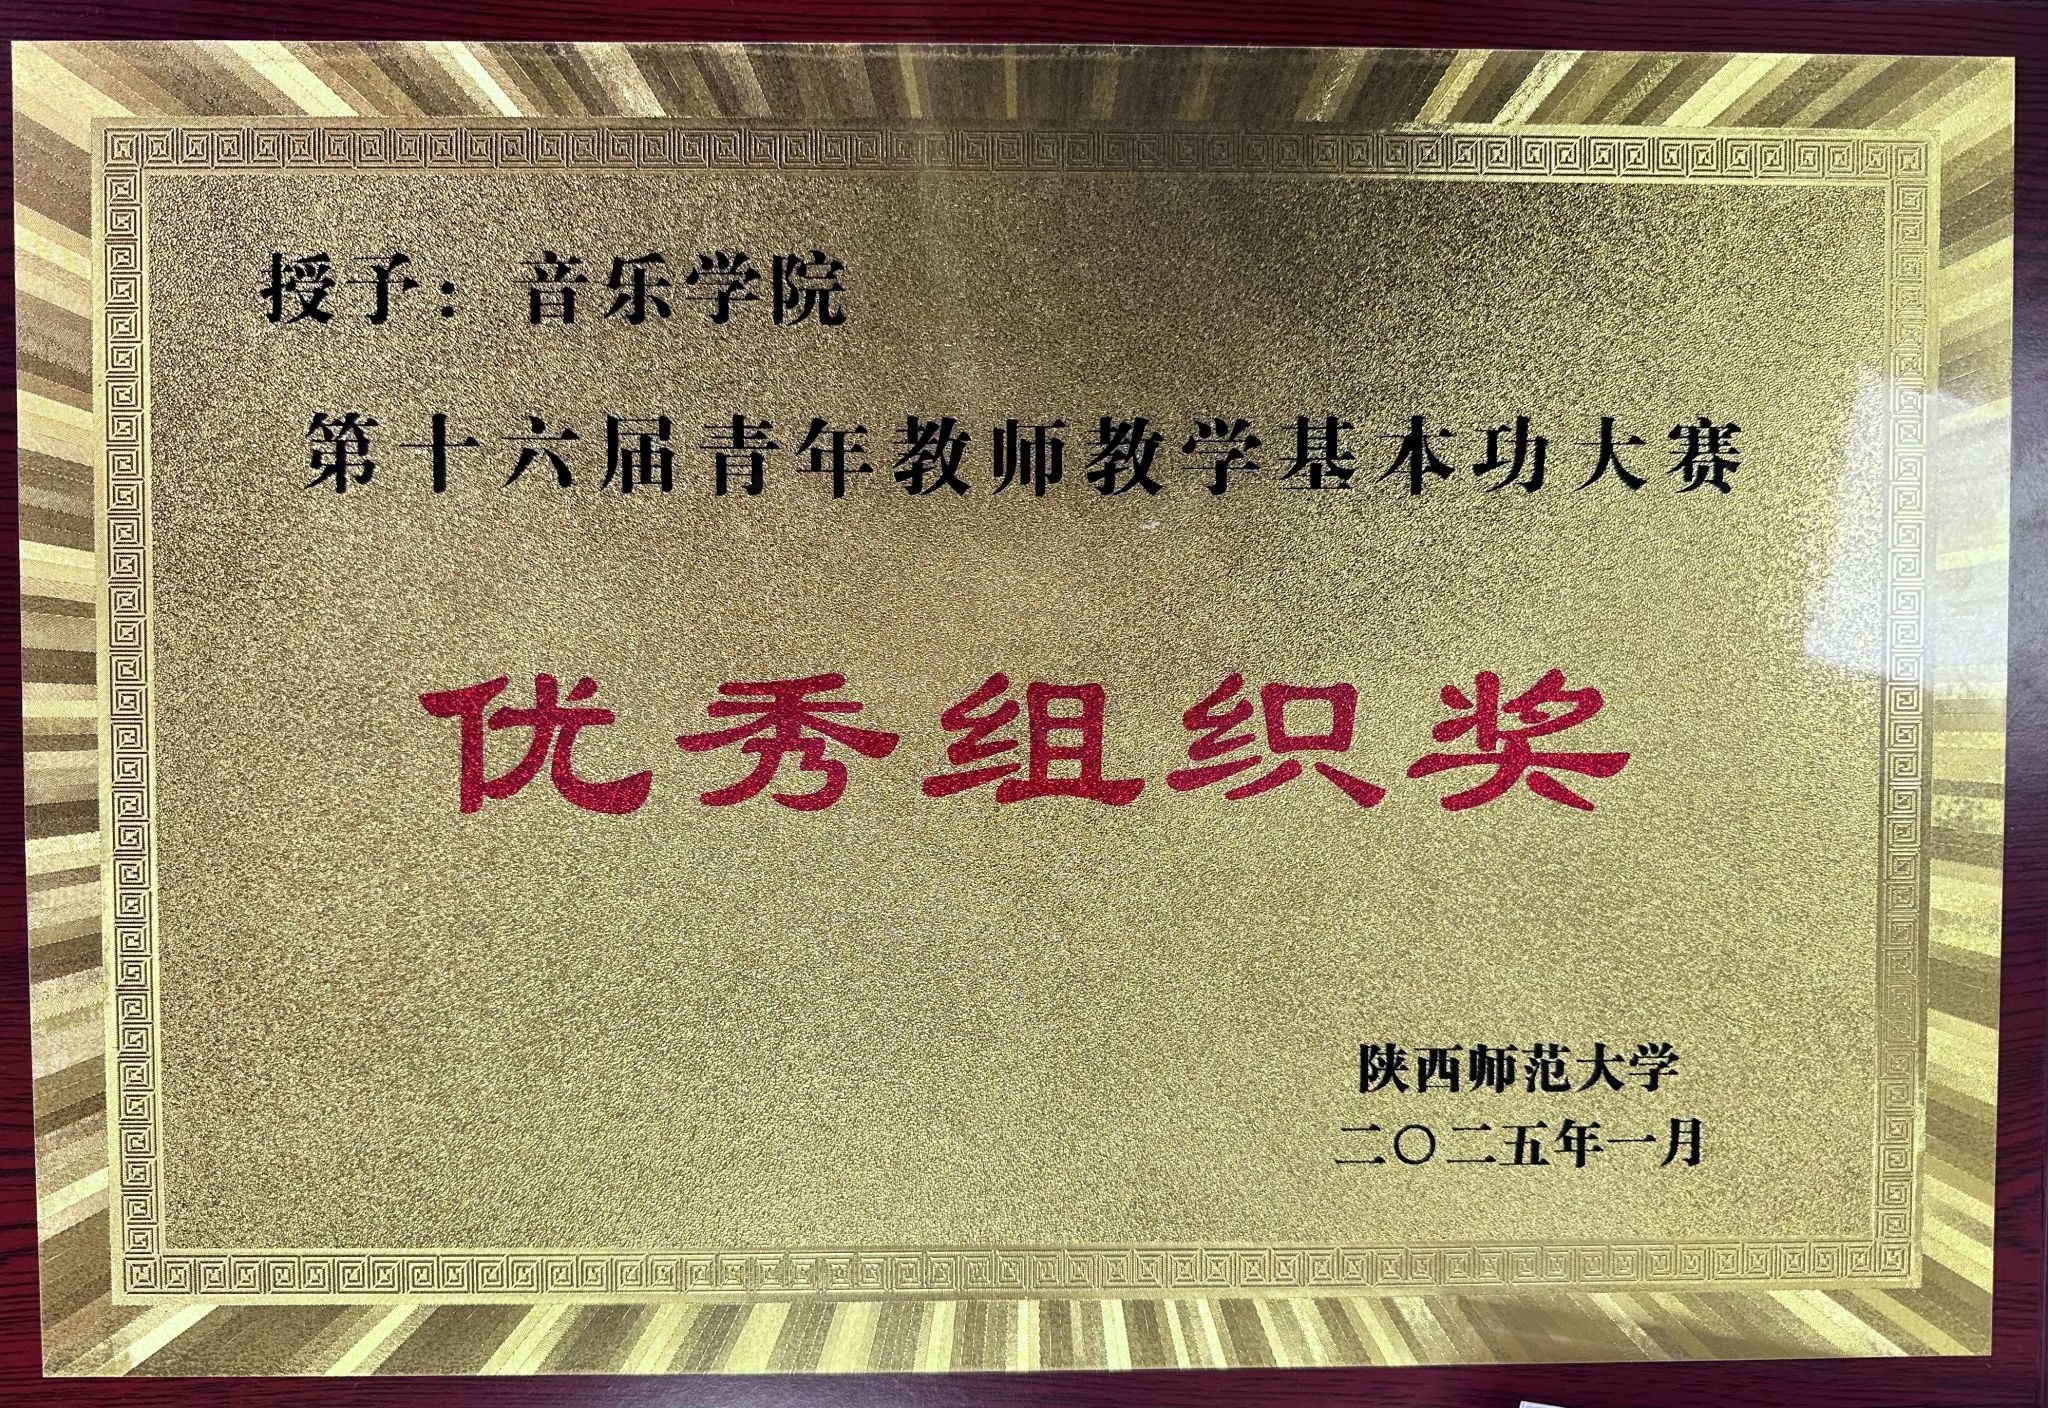 授予：音乐学院
第十六届青年教师教学基本功大赛
优秀组织奖
陕西师范大学
二〇二五年一月